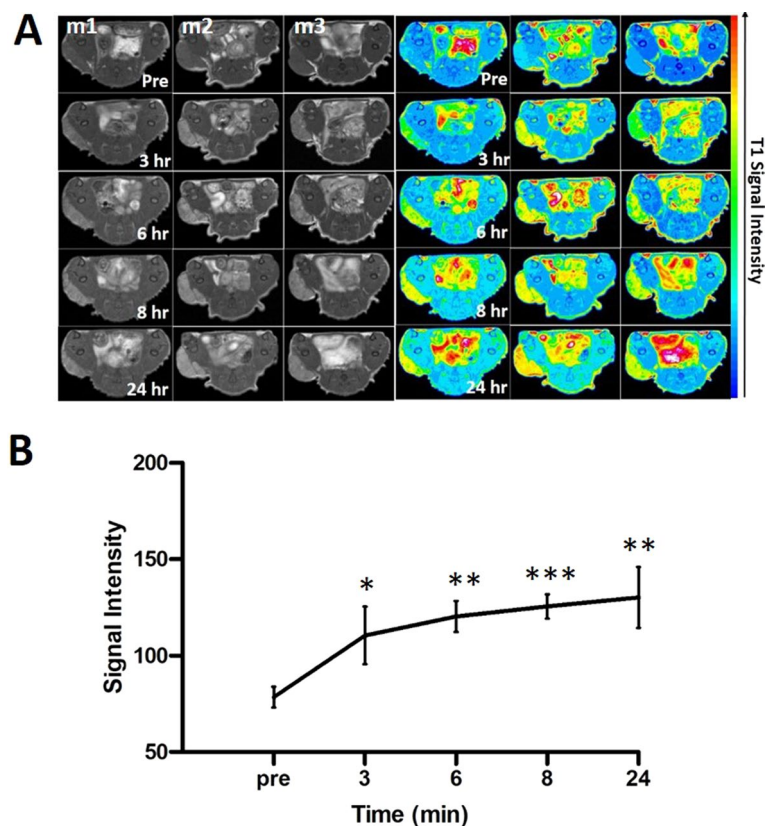 A
m1 m2 m3
Pre Pre
3 hr 3 hr
6 hr 6 hr
8 hr 8 hr
24 hr 24 hr
T1 Signal Intensity
B
200
150
100
50
Signal Intensity
* ** *** **
pre 3 6 8 24
Time (min)